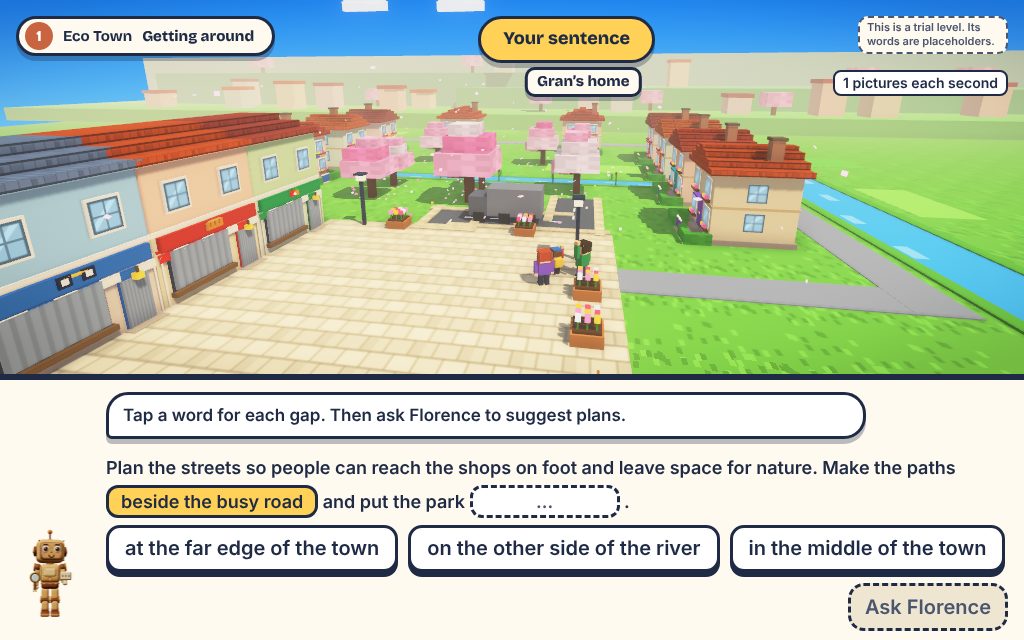 1 Eco Town Getting around
Your sentence
This is a trial level. Its
words are placeholders.
Gran's home
1 pictures each second
Tap a word for each gap. Then ask Florence to suggest plans.
Plan the streets so people can reach the shops on foot and leave space for nature. Make the paths
beside the busy road and put the park ... .
at the far edge of the town
on the other side of the river
in the middle of the town
Ask Florence